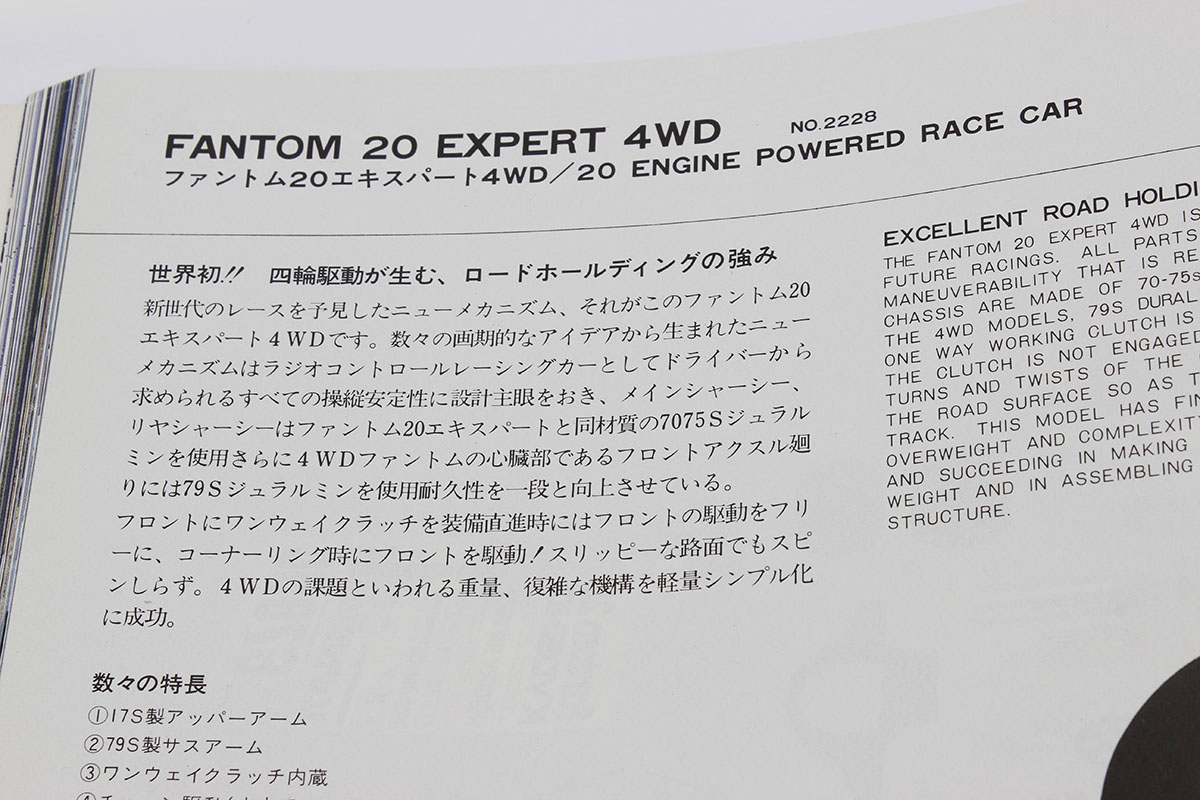 FANTOM 20 EXPERT 4WD NO.2228
ファントム20エキスパート4WD/20 ENGINE POWERED RACE CAR
世界初!! 四輪駆動が生む、ロードホールディングの強み
新世代のレースを予見したニューメカニズム、それがこのファントム20
エキスパート4WDです。数々の画期的なアイデアから生まれたニュー
メカニズムはラジオコントロールレーシングカーとしてドライバーから
求められるすべての操縦安定性に設計主眼をおき、メインシャーシー、
リヤシャーシーはファントム20エキスパートと同材質の7075Sジュラル
ミンを使用さらに4WDファントムの心臓部であるフロントアクスル廻
りには79Sジュラルミンを使用耐久性を一段と向上させている。
フロントにワンウェイクラッチを装備直進時にはフロントの駆動をフリ
ーに、コーナーリング時にフロントを駆動!スリッピーな路面でもスピ
ンしらず。4WDの課題といわれる重量、復雑な機構を軽量シンプル化
に成功。
数々の特長
①17S製アッパーアーム
②79S製サスアーム
③ワンウェイクラッチ内蔵
EXCELLENT ROAD
THE FANTOM 20 EXPERT 4WD IS
FUTURE RACINGS. ALL PARTS
MANEUVERABILITY THAT IS
CHASSIS ARE MADE OF 70-75s
THE 4WD MODELS, 79S DURAL
ONE WAY WORKING CLUTCH IS
THE CLUTCH IS NOT ENGAGED
TURNS AND TWISTS OF THE
THE ROAD SURFACE SO AS
TRACK. THIS MODEL HAS
OVERWEIGHT AND COMPLEXITY
AND SUCCEEDING IN MAKING
WEIGHT AND IN ASSEMBLING
STRUCTURE.